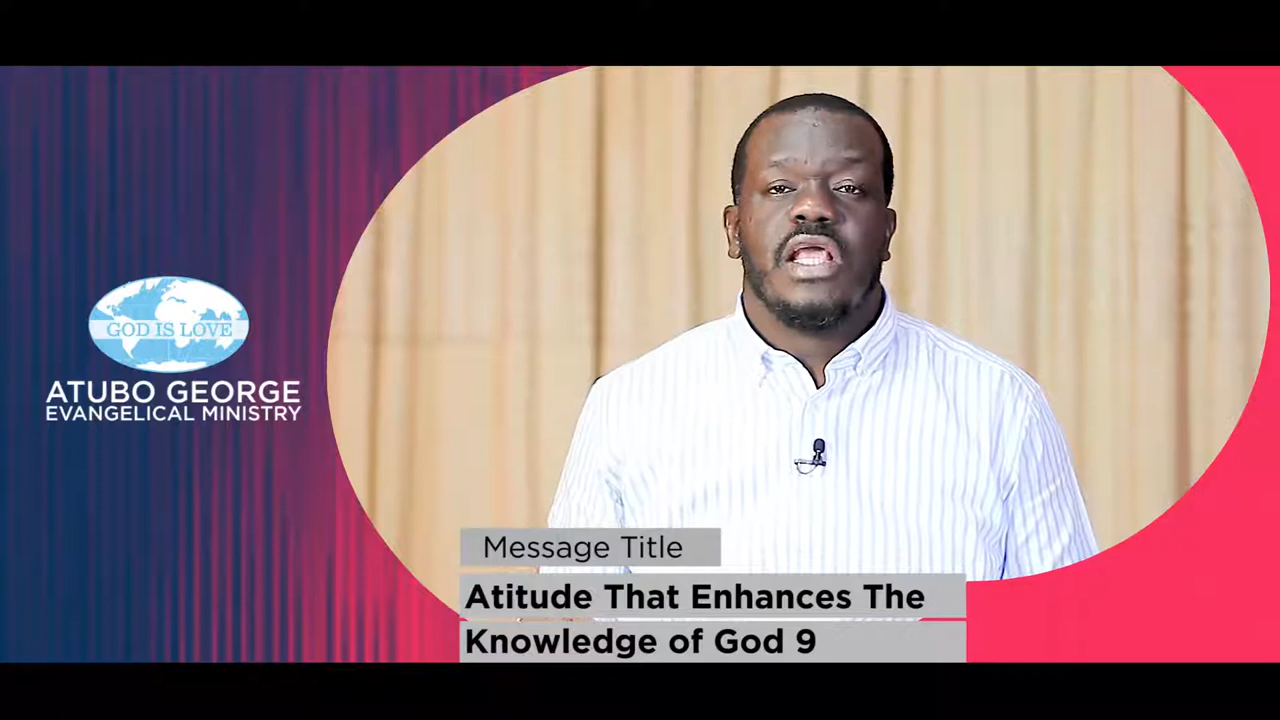 GOD IS LOVE
ATUBO GEORGE
EVANGELICAL MINISTRY
Message Title
Atitude That Enhances The
Knowledge of God 9